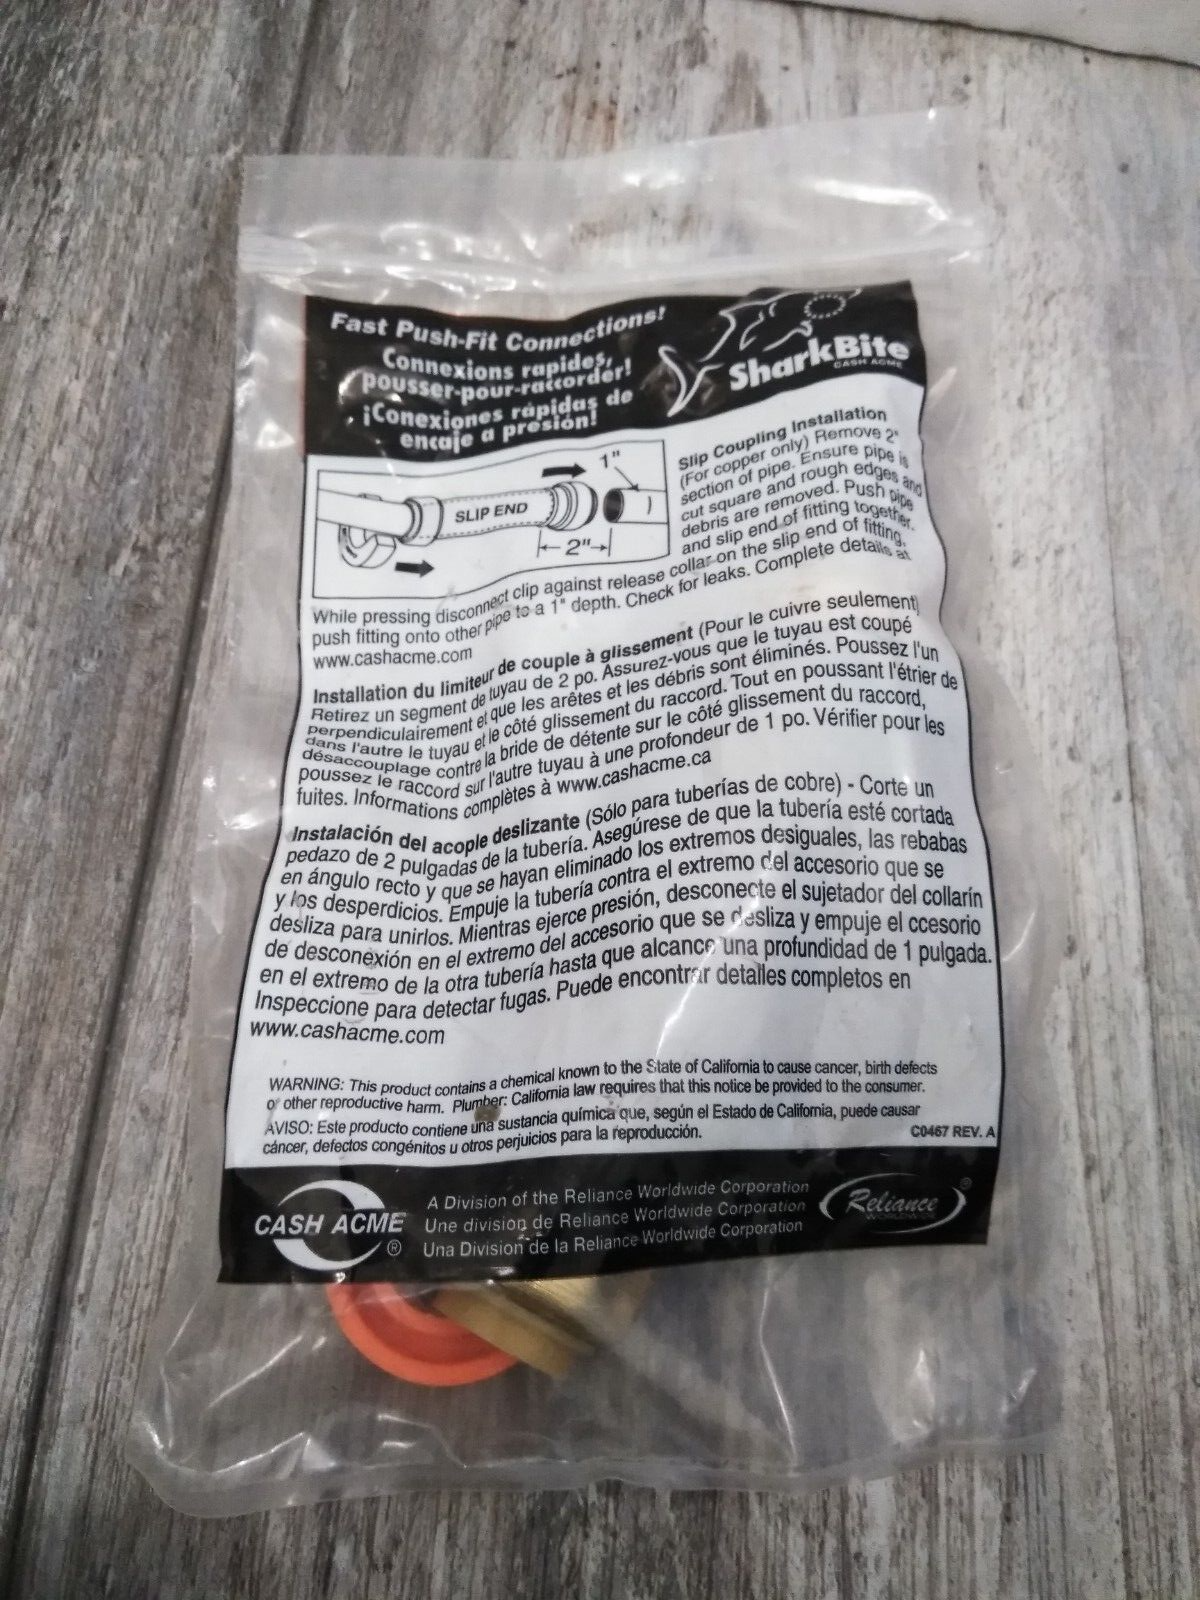 Fast Push-Fit Connections!
Connexions rapides,
pousser-pour-raccorder!
¡Conexiones rápidas de
encaje a presión!
SharkBite
CASH ACME
1"
SLIP END
2"
Slip Coupling Installation
(For copper only) Remove 2"
section of pipe. Ensure pipe is
cut square and rough edges and
debris are removed. Push pipe
and slip end of fitting together.
While pressing disconnect clip against release collar on the slip end of fitting,
push fitting onto other pipe to a 1" depth. Check for leaks. Complete details at
www.cashacme.com
Installation du limiteur de couple à glissement (Pour le cuivre seulement)
Retirez un segment de tuyau de 2 po. Assurez-vous que le tuyau est coupé
perpendiculairement et que les arêtes et les débris sont éliminés. Poussez l'un
dans l'autre le tuyau et le côté glissement du raccord. Tout en poussant l'étrier de
désaccouplage contre la bride de détente sur le côté glissement du raccord,
poussez le raccord sur l'autre tuyau à une profondeur de 1 po. Vérifier pour les
fuites. Informations complètes à www.cashacme.ca
Instalación del acople deslizante (Sólo para tuberías de cobre) - Corte un
pedazo de 2 pulgadas de la tubería. Asegúrese de que la tubería esté cortada
en ángulo recto y que se hayan eliminado los extremos desiguales, las rebabas
y los desperdicios. Empuje la tubería contra el extremo del accesorio que se
desliza para unirlos. Mientras ejerce presión, desconecte el sujetador del collarín
de desconexión en el extremo del accesorio que se desliza y empuje el ccesorio
en el extremo de la otra tubería hasta que alcance una profundidad de 1 pulgada.
Inspeccione para detectar fugas. Puede encontrar detalles completos en
www.cashacme.com
WARNING: This product contains a chemical known to the State of California to cause cancer, birth defects
or other reproductive harm. Plumber: California law requires that this notice be provided to the consumer.
AVISO: Este producto contiene una sustancia química que, según el Estado de California, puede causar
cáncer, defectos congénitos u otros perjuicios para la reproducción.
C0467 REV. A
CASH ACME ®
A Division of the Reliance Worldwide Corporation
Une division de Reliance Worldwide Corporation
Una Division de la Reliance Worldwide Corporation
Reliance ®
WORLDWIDE